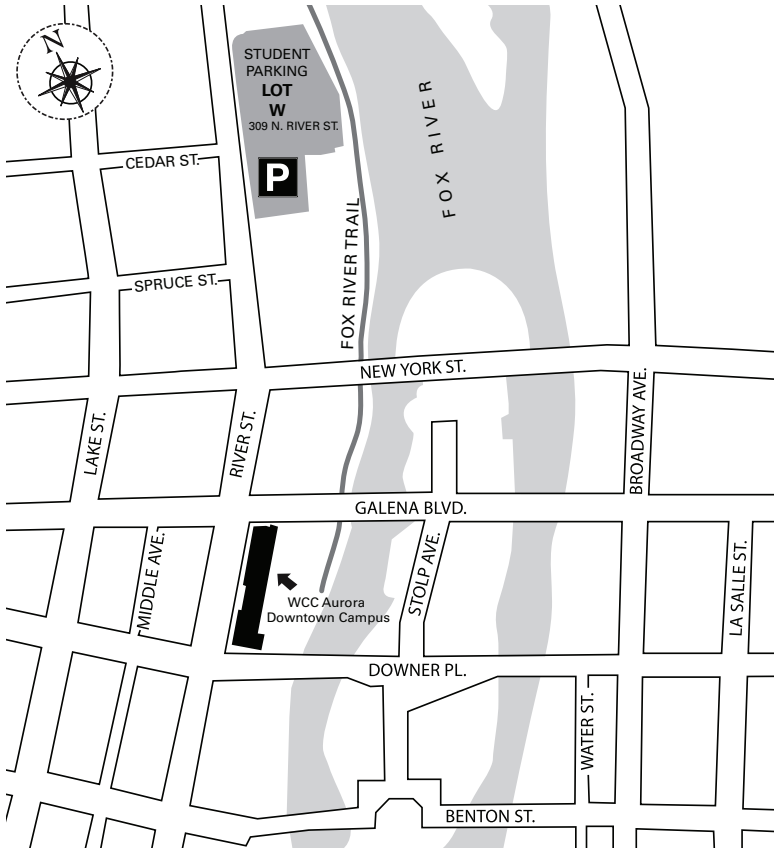 N
STUDENT
PARKING
LOT
W
309 N. RIVER ST.
P
FOX RIVER
CEDAR ST.
FOX RIVER TRAIL
SPRUCE ST.
NEW YORK ST.
LAKE ST.
RIVER ST.
BROADWAY AVE.
GALENA BLVD.
MIDDLE AVE.
STOLP AVE.
LA SALLE ST.
WCC Aurora
Downtown Campus
DOWNER PL.
WATER ST.
BENTON ST.